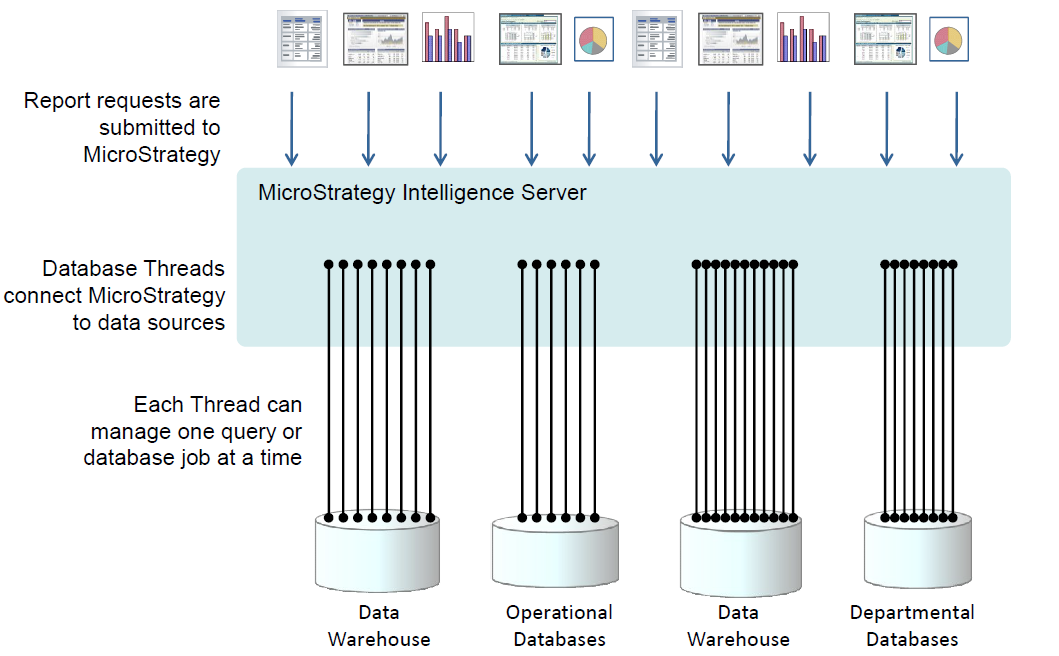 Report requests are
submitted to
MicroStrategy
MicroStrategy Intelligence Server
Database Threads
connect MicroStrategy
to data sources
Each Thread can
manage one query or
database job at a time
Data
Warehouse
Operational
Databases
Data
Warehouse
Departmental
Databases